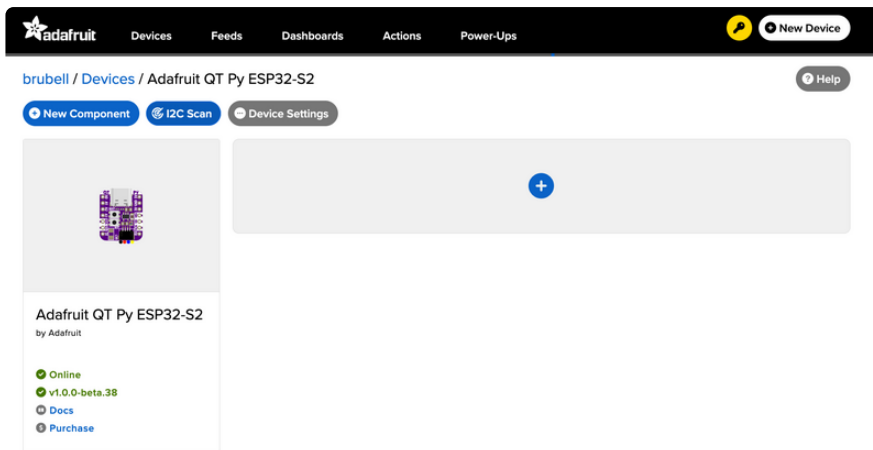 adafruit Devices Feeds Dashboards Actions Power-Ups New Device
brubell / Devices / Adafruit QT Py ESP32-S2 Help
New Component I2C Scan Device Settings
Adafruit QT Py ESP32-S2
by Adafruit
Online
v1.0.0-beta.38
Docs
Purchase